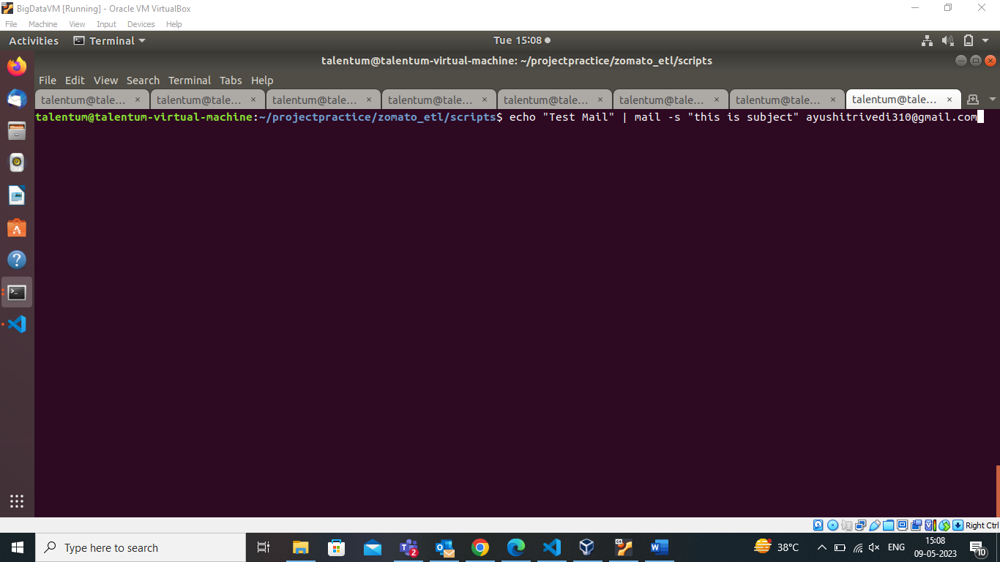 BigDataVM [Running] - Oracle VM VirtualBox
File Machine View Input Devices Help
Activities Terminal Tue 15:08
talentum@talentum-virtual-machine: ~/projectpractice/zomato_etl/scripts
File Edit View Search Terminal Tabs Help
talentum@tale... talentum@tale... talentum@tale... talentum@tale... talentum@tale... talentum@tale... talentum@tale... talentum@tale...
talentum@talentum-virtual-machine:~/projectpractice/zomato_etl/scripts$ echo "Test Mail" | mail -s "this is subject" ayushitrivedi310@gmail.com
Right Ctrl
Type here to search 2 38°C ENG 15:08
09-05-2023 10